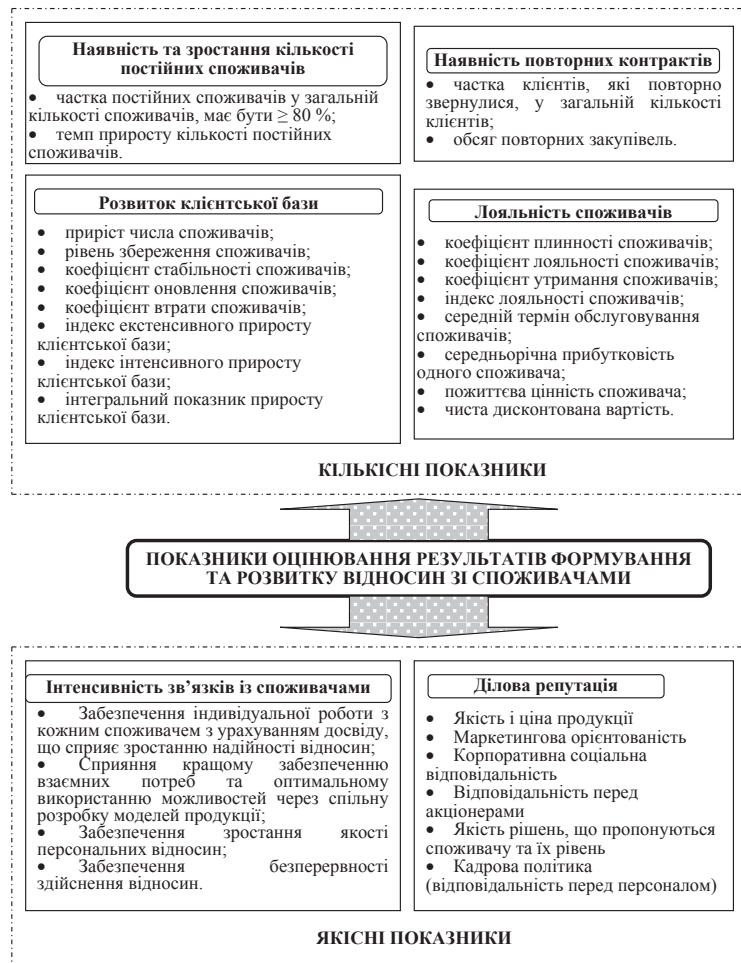 Наявність та зростання кількості
постійних споживачів
• частка постійних споживачів у загальній
кількості споживачів, має бути ≥ 80 %;
• темп приросту кількості постійних
споживачів.
Наявність повторних контрактів
• частка клієнтів, які повторно
звернулися, у загальній кількості
клієнтів;
• обсяг повторних закупівель.
Розвиток клієнтської бази
• приріст числа споживачів;
• рівень збереження споживачів;
• коефіцієнт стабільності споживачів;
• коефіцієнт оновлення споживачів;
• коефіцієнт втрати споживачів;
• індекс екстенсивного приросту
клієнтської бази;
• індекс інтенсивного приросту
клієнтської бази;
• інтегральний показник приросту
клієнтської бази.
Лояльність споживачів
• коефіцієнт плинності споживачів;
• коефіцієнт лояльності споживачів;
• коефіцієнт утримання споживачів;
• індекс лояльності споживачів;
• середній термін обслуговування
споживачів;
• середньорічна прибутковість
одного споживача;
• пожиттєва цінність споживача;
• чиста дисконтована вартість.
КІЛЬКІСНІ ПОКАЗНИКИ
ПОКАЗНИКИ ОЦІНЮВАННЯ РЕЗУЛЬТАТІВ ФОРМУВАННЯ
ТА РОЗВИТКУ ВІДНОСИН ЗІ СПОЖИВАЧАМИ
Інтенсивність зв’язків із споживачами
• Забезпечення індивідуальної роботи з
кожним споживачем з урахуванням досвіду,
що сприяє зростанню надійності відносин;
• Сприяння кращому забезпеченню
взаємних потреб та оптимальному
використанню можливостей через спільну
розробку моделей продукції;
• Забезпечення зростання якості
персональних відносин;
• Забезпечення безперервності
здійснення відносин.
Ділова репутація
• Якість і ціна продукції
• Маркетингова орієнтованість
• Корпоративна соціальна
відповідальність
• Відповідальність перед
акціонерами
• Якість рішень, що пропонуються
споживачу та їх рівень
• Кадрова політика
(відповідальність перед персоналом)
ЯКІСНІ ПОКАЗНИКИ